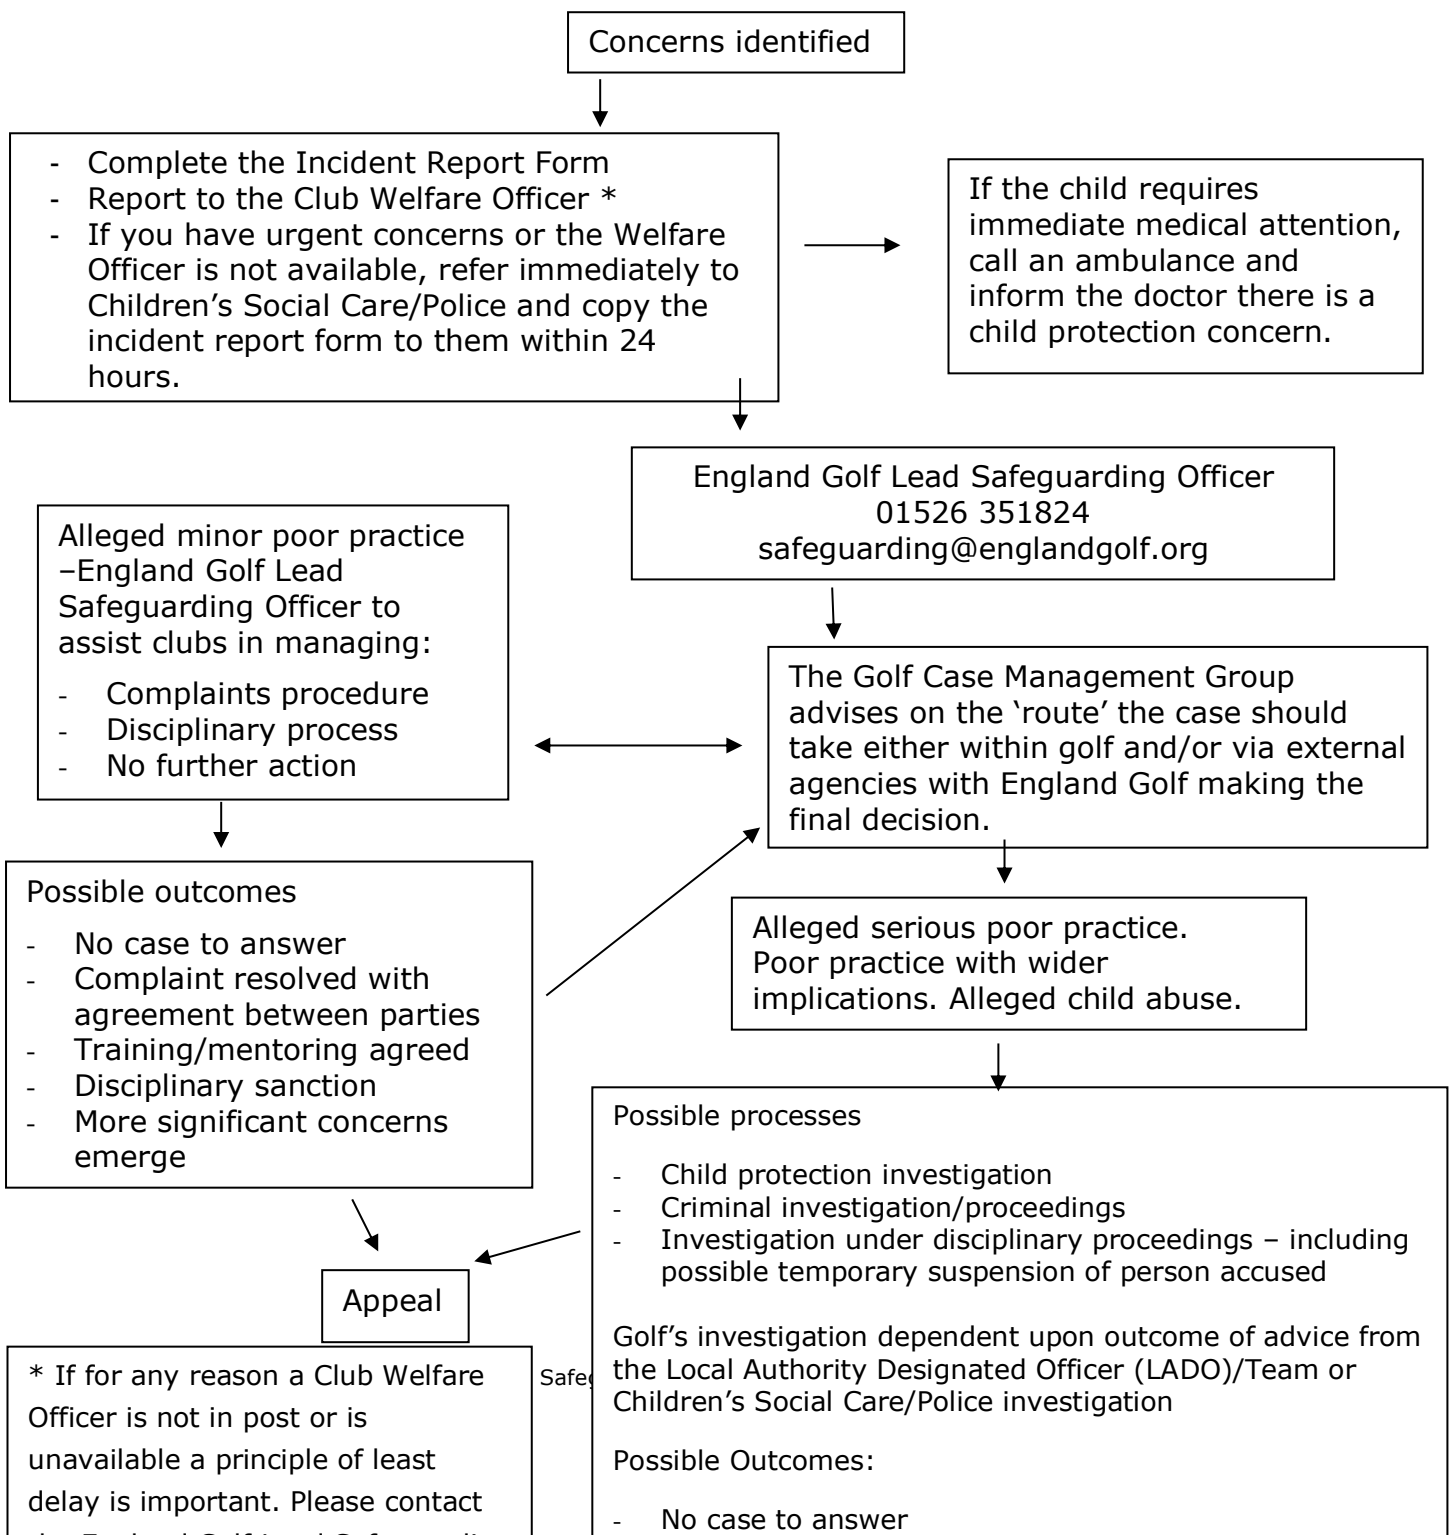 Concerns identified
- Complete the Incident Report Form
- Report to the Club Welfare Officer *
- If you have urgent concerns or the Welfare
Officer is not available, refer immediately to
Children’s Social Care/Police and copy the
incident report form to them within 24
hours.
If the child requires
immediate medical attention,
call an ambulance and
inform the doctor there is a
child protection concern.
England Golf Lead Safeguarding Officer
01526 351824
safeguarding@englandgolf.org
Alleged minor poor practice
–England Golf Lead
Safeguarding Officer to
assist clubs in managing:
- Complaints procedure
- Disciplinary process
- No further action
The Golf Case Management Group
advises on the ‘route’ the case should
take either within golf and/or via external
agencies with England Golf making the
final decision.
Possible outcomes
- No case to answer
- Complaint resolved with
agreement between parties
- Training/mentoring agreed
- Disciplinary sanction
- More significant concerns
emerge
Alleged serious poor practice.
Poor practice with wider
implications. Alleged child abuse.
Possible processes
- Child protection investigation
- Criminal investigation/proceedings
- Investigation under disciplinary proceedings – including
possible temporary suspension of person accused
Golf’s investigation dependent upon outcome of advice from
the Local Authority Designated Officer (LADO)/Team or
Children’s Social Care/Police investigation
Possible Outcomes:
- No case to answer
Appeal
* If for any reason a Club Welfare
Officer is not in post or is
unavailable a principle of least
delay is important. Please contact